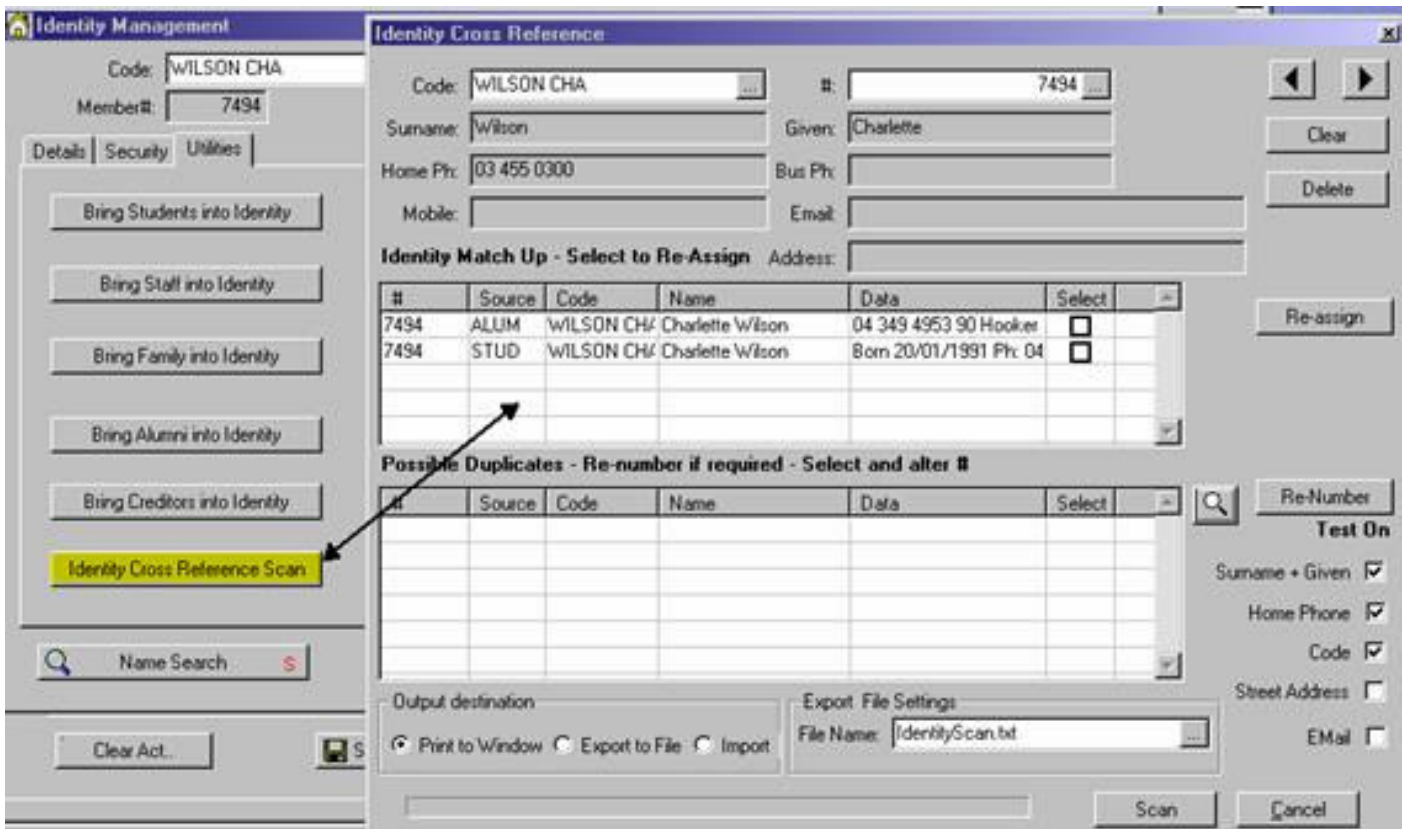 Identity Management
Code: WILSON CHA
Member#: 7494
Details Security Utilities
Bring Students into Identity
Bring Staff into Identity
Bring Family into Identity
Bring Alumni into Identity
Bring Creditors into Identity
Identity Cross Reference Scan
Name Search S
Clear Act..
S
Identity Cross Reference
Code: WILSON CHA ... #: 7494 ...
Surname: Wilson Given: Charlette
Home Ph: 03 455 0300 Bus Ph:
Mobile: Email:
Identity Match Up - Select to Re-Assign Address:
# Source Code Name Data Select
7494 ALUM WILSON CHA Charlette Wilson 04 349 4953 90 Hooker
7494 STUD WILSON CHA Charlette Wilson Born 20/01/1991 Ph: 04
Possible Duplicates - Re-number if required - Select and alter #
# Source Code Name Data Select
Output destination
Print to Window Export to File Import
Export File Settings
File Name: IdentityScan.txt ...
Clear
Delete
Re-assign
Re-Number
Test On
Surname + Given
Home Phone
Code
Street Address
EMail
Scan Cancel